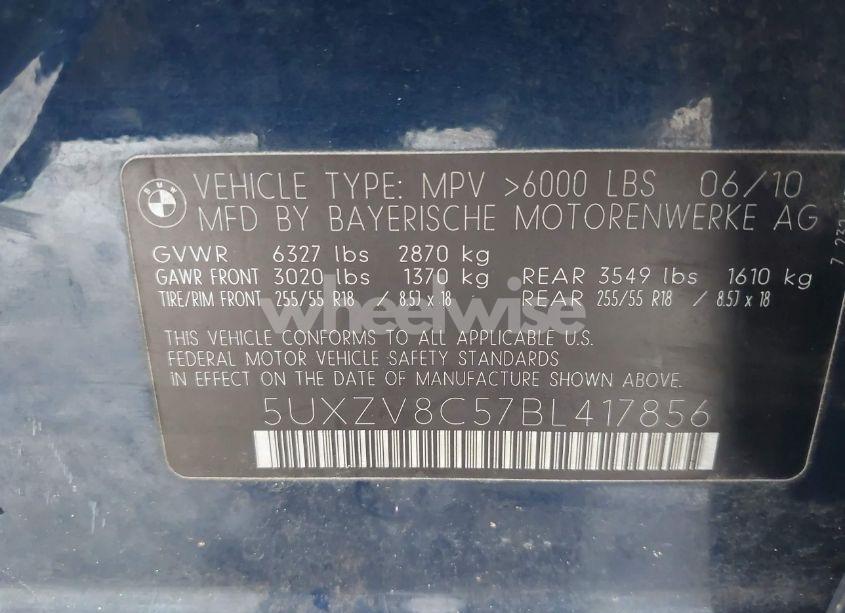 BMW
VEHICLE TYPE: MPV >6000 LBS 06/10
MFD BY BAYERISCHE MOTORENWERKE AG
GVWR 6327 lbs 2870 kg
GAWR FRONT 3020 lbs 1370 kg REAR 3549 lbs 1610 kg
TIRE/RIM FRONT 255/55 R18 / 8.5J x 18 REAR 255/55 R18 / 8.5J x 18
wheelwise
THIS VEHICLE CONFORMS TO ALL APPLICABLE U.S.
FEDERAL MOTOR VEHICLE SAFETY STANDARDS
IN EFFECT ON THE DATE OF MANUFACTURE SHOWN ABOVE.
5UXZV8C57BL417856